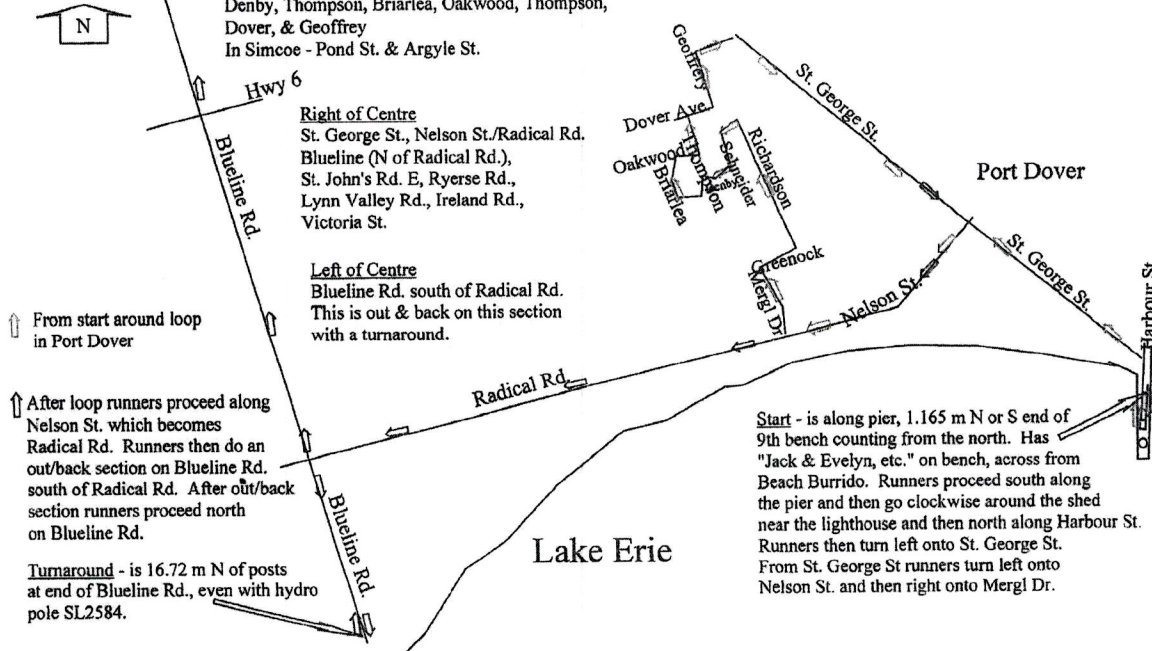 Denby, Thompson, Briarlea, Oakwood, Thompson,
Dover, & Geoffrey
In Simcoe - Pond St. & Argyle St.
N
Hwy 6
Blueline Rd.
Right of Centre
St. George St., Nelson St./Radical Rd.
Blueline (N of Radical Rd.),
St. John's Rd. E, Ryerse Rd.,
Lynn Valley Rd., Ireland Rd.,
Victoria St.
Left of Centre
Blueline Rd. south of Radical Rd.
This is out & back on this section
with a turnaround.
Geoffrery
Dover Ave.
Oakwood
Thompson
Briarlea
Schneider
Denby
Richardson
Greenock
Mergl Dr.
St. George St.
Port Dover
St. George St.
Nelson St.
Harbour St.
Radical Rd.
From start around loop
in Port Dover
After loop runners proceed along
Nelson St. which becomes
Radical Rd. Runners then do an
out/back section on Blueline Rd.
south of Radical Rd. After out/back
section runners proceed north
on Blueline Rd.
Blueline Rd.
Turnaround - is 16.72 m N of posts
at end of Blueline Rd., even with hydro
pole SL2584.
Lake Erie
Start - is along pier, 1.165 m N or S end of
9th bench counting from the north. Has
"Jack & Evelyn, etc." on bench, across from
Beach Burrido. Runners proceed south along
the pier and then go clockwise around the shed
near the lighthouse and then north along Harbour St.
Runners then turn left onto St. George St.
From St. George St runners turn left onto
Nelson St. and then right onto Mergl Dr.